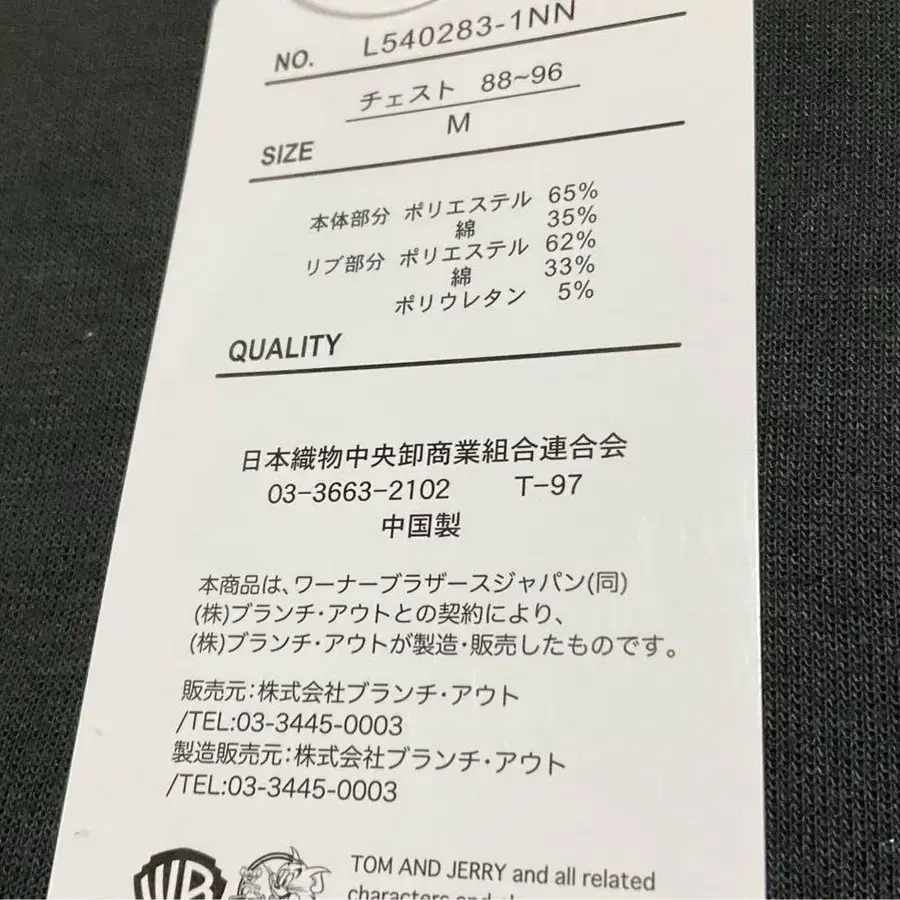 NO. L540283-1NN
チェスト 88~96
M
SIZE
本体部分 ポリエステル 65%
綿 35%
リブ部分 ポリエステル 62%
綿 33%
ポリウレタン 5%
QUALITY
日本織物中央卸商業組合連合会
03-3663-2102 T-97
中国製
本商品は、ワーナーブラザースジャパン(同)
(株)ブランチ・アウトとの契約により、
(株)ブランチ・アウトが製造・販売したものです。
販売元:株式会社ブランチ・アウト
/TEL:03-3445-0003
製造販売元:株式会社ブランチ・アウト
/TEL:03-3445-0003
WB
TOM AND JERRY and all related
characters and